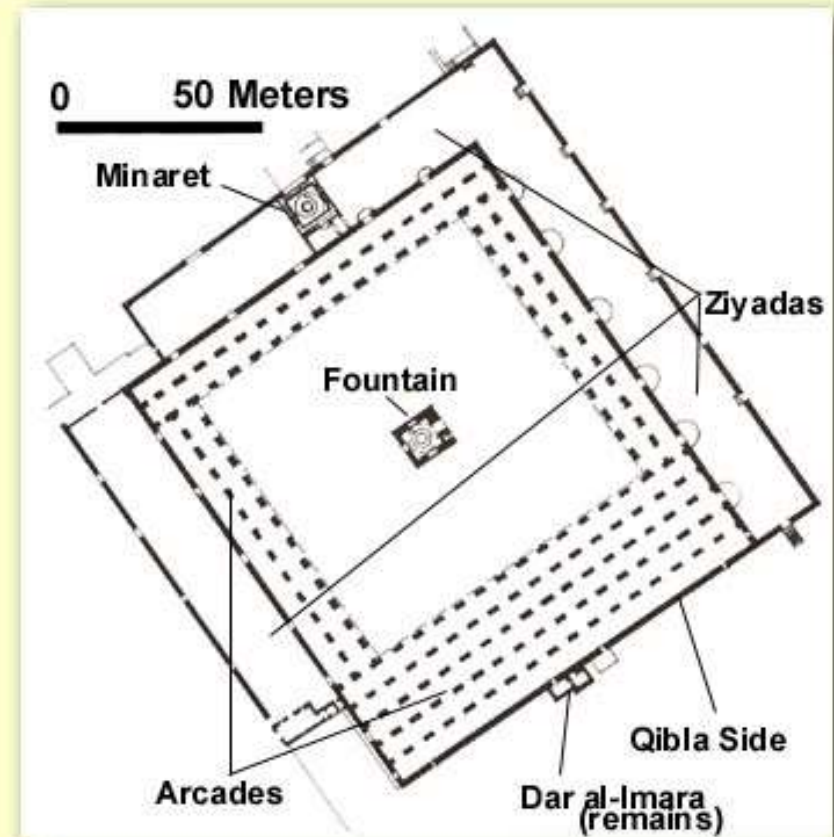 0 50 Meters
Minaret
Ziyadas
Fountain
Qibla Side
Arcades
Dar al-Imara
(remains)